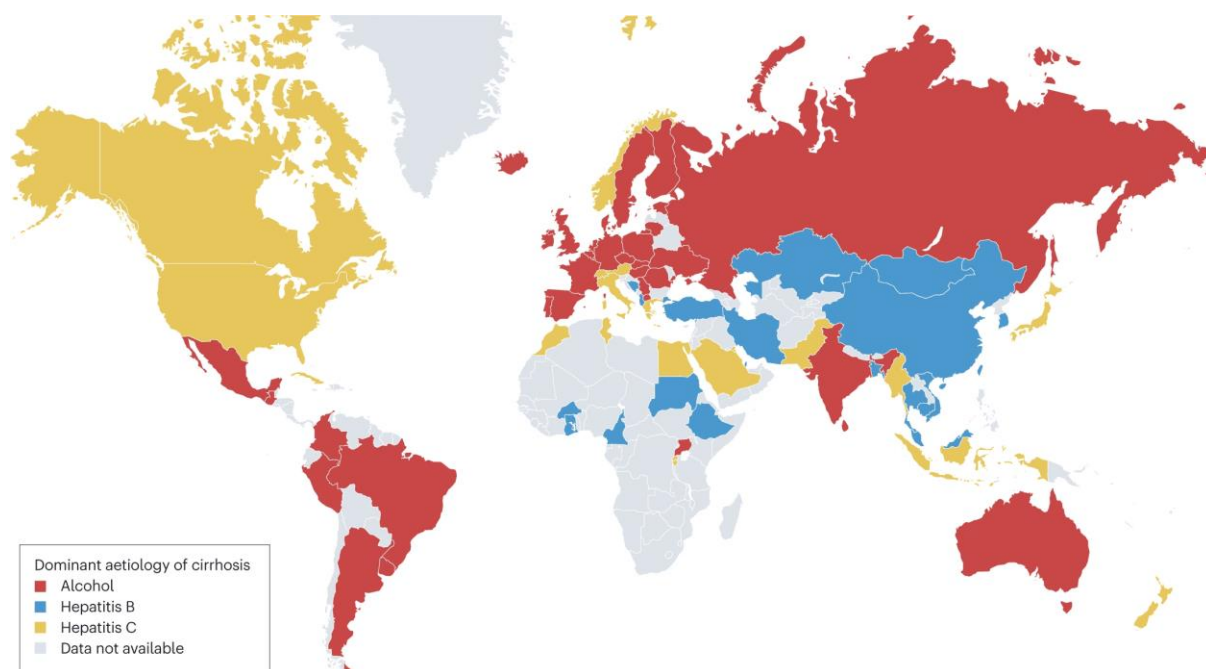 Dominant aetiology of cirrhosis
Alcohol
Hepatitis B
Hepatitis C
Data not available